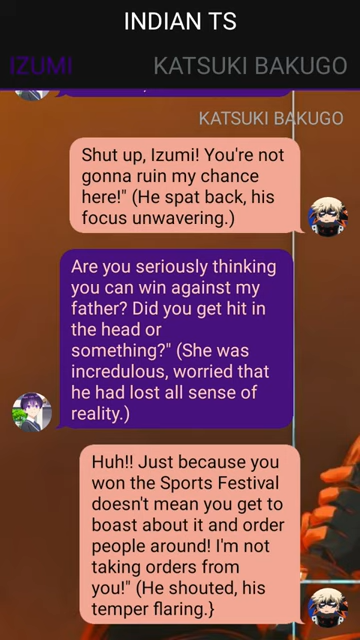 INDIAN TS
IZUMI
KATSUKI BAKUGO
KATSUKI BAKUGO
Shut up, Izumi! You're not
gonna ruin my chance
here!" (He spat back, his
focus unwavering.)
Are you seriously thinking
you can win against my
father? Did you get hit in
the head or
something?" (She was
incredulous, worried that
he had lost all sense of
reality.)
Huh!! Just because you
won the Sports Festival
doesn't mean you get to
boast about it and order
people around! I'm not
taking orders from
you!" (He shouted, his
temper flaring.}